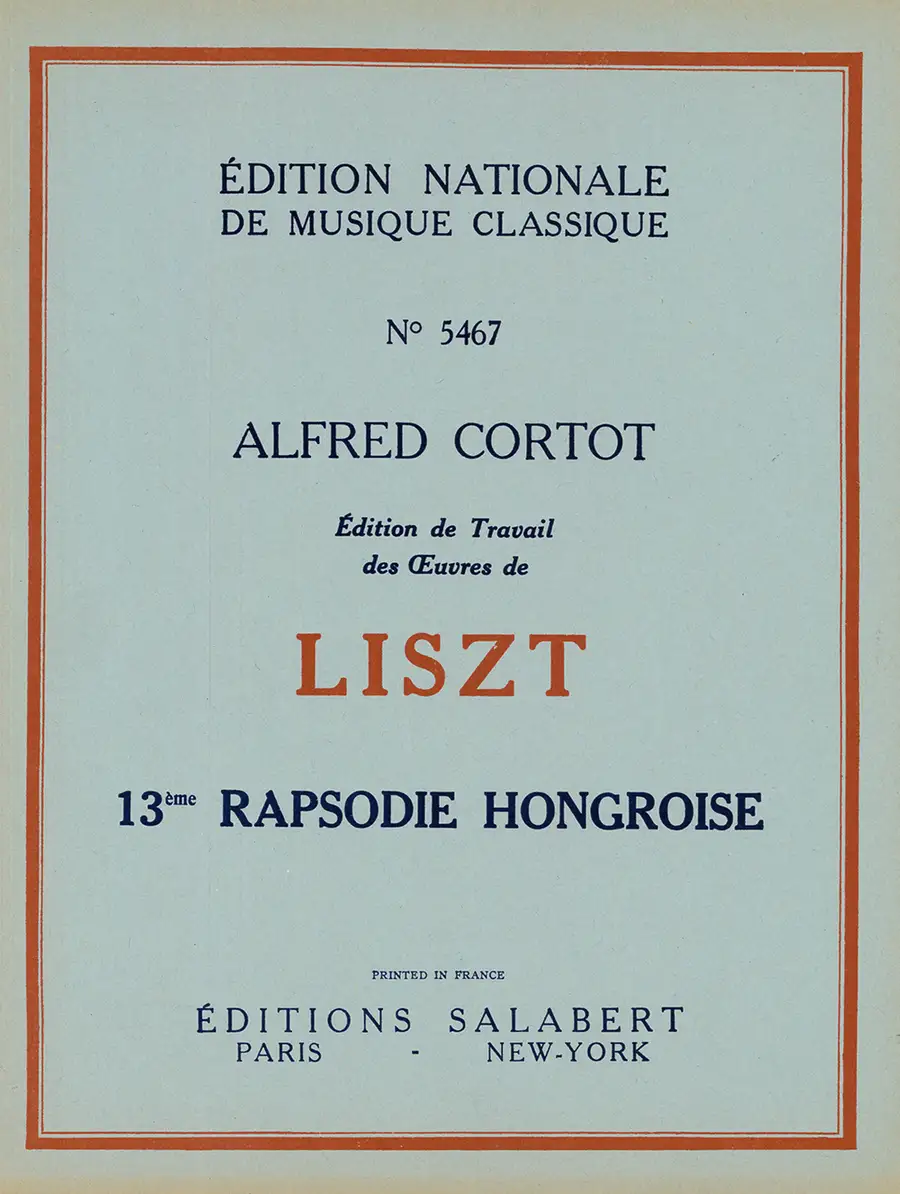 ÉDITION NATIONALE
DE MUSIQUE CLASSIQUE
Nº 5467
ALFRED CORTOT
Édition de Travail
des Œuvres de
LISZT
13ème RAPSODIE HONGROISE
PRINTED IN FRANCE
ÉDITIONS SALABERT
PARIS - NEW-YORK